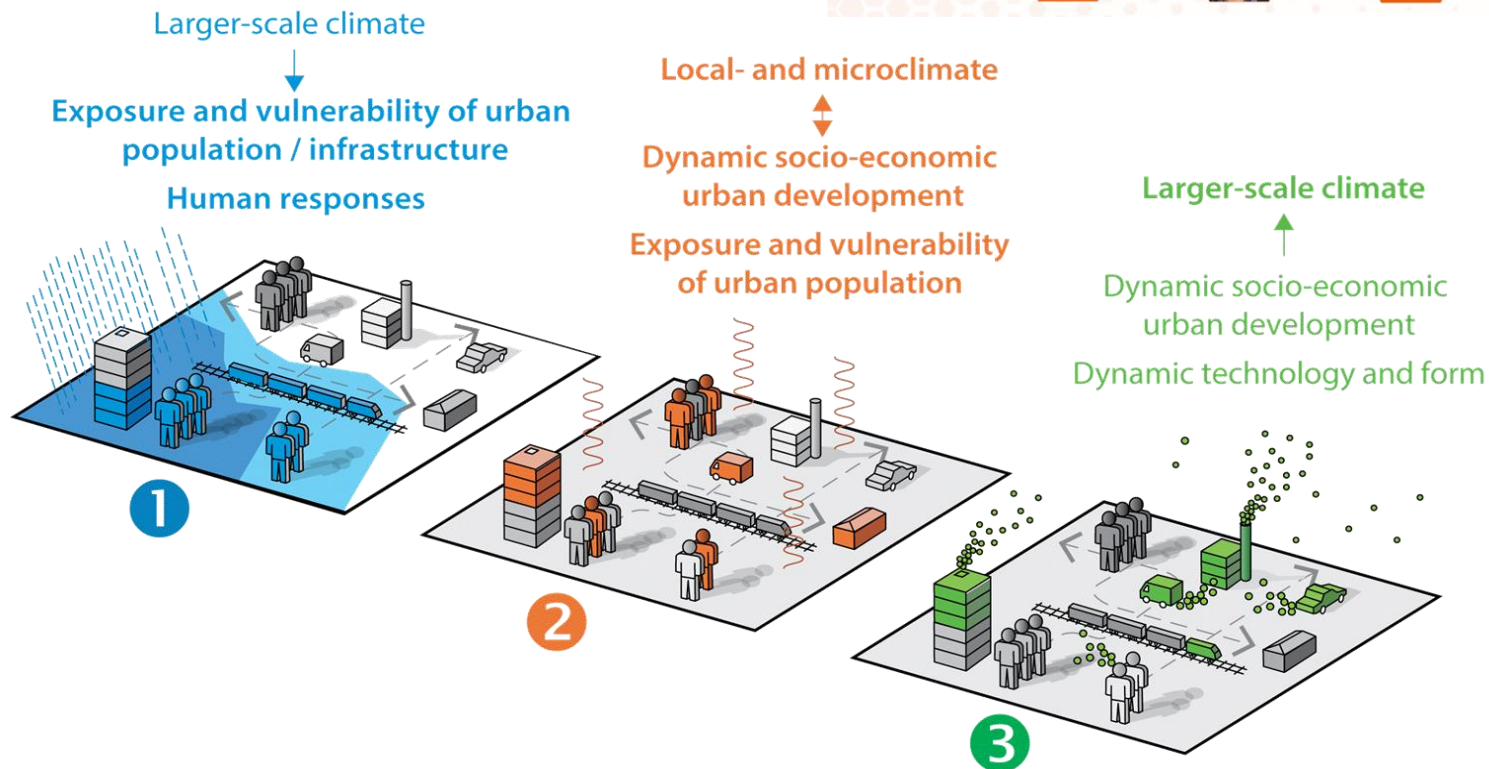 Larger-scale climate
Exposure and vulnerability of urban
population / infrastructure
Human responses
1
Local- and microclimate
Dynamic socio-economic
urban development
Exposure and vulnerability
of urban population
2
Larger-scale climate
Dynamic socio-economic
urban development
Dynamic technology and form
3